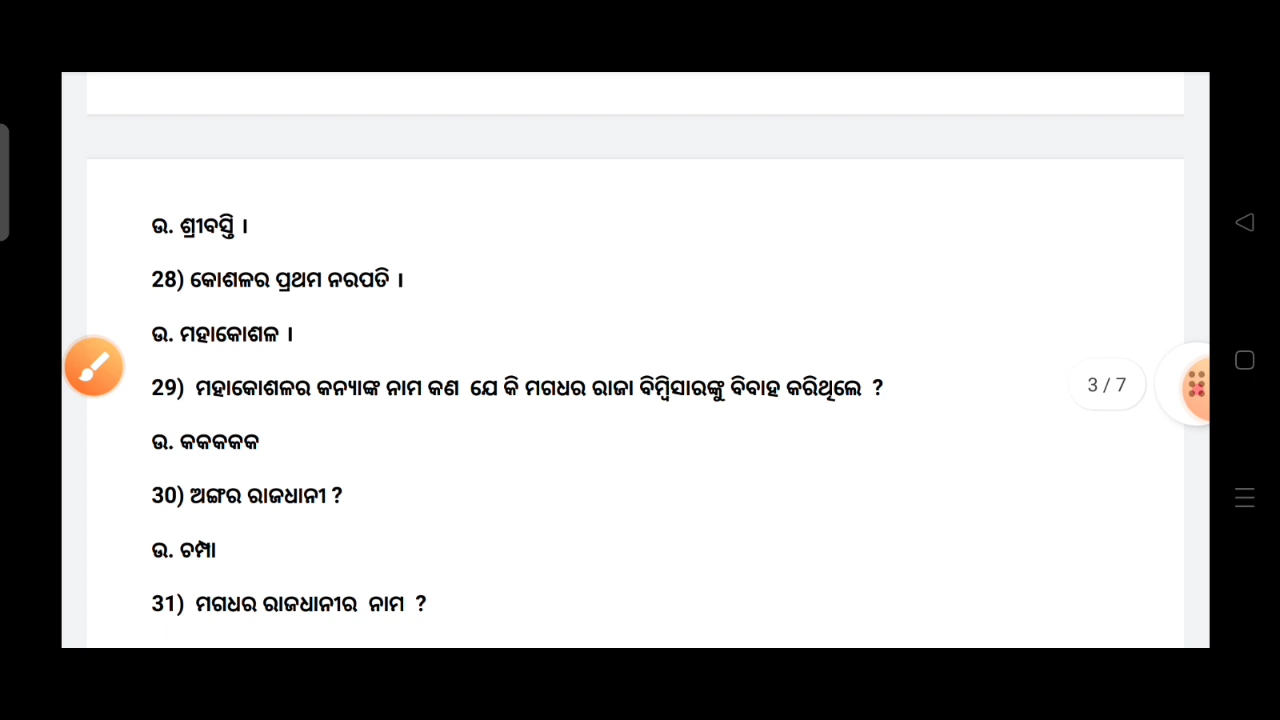 ଉ. ଶ୍ରୀବସ୍ତି ।
28) କୋଶଳର ପ୍ରଥମ ନରପତି ।
ଉ. ମହାକୋଶଳ ।
29) ମହାକୋଶଳର କନ୍ୟାଙ୍କ ନାମ କଣ ଯେ କି ମଗଧର ରାଜା ବିମ୍ବିସାରଙ୍କୁ ବିବାହ କରିଥିଲେ ?
3 / 7
ଉ. କକକକକ
30) ଅଙ୍ଗର ରାଜଧାନୀ ?
ଉ. ଚମ୍ପା
31) ମଗଧର ରାଜଧାନୀର ନାମ ?